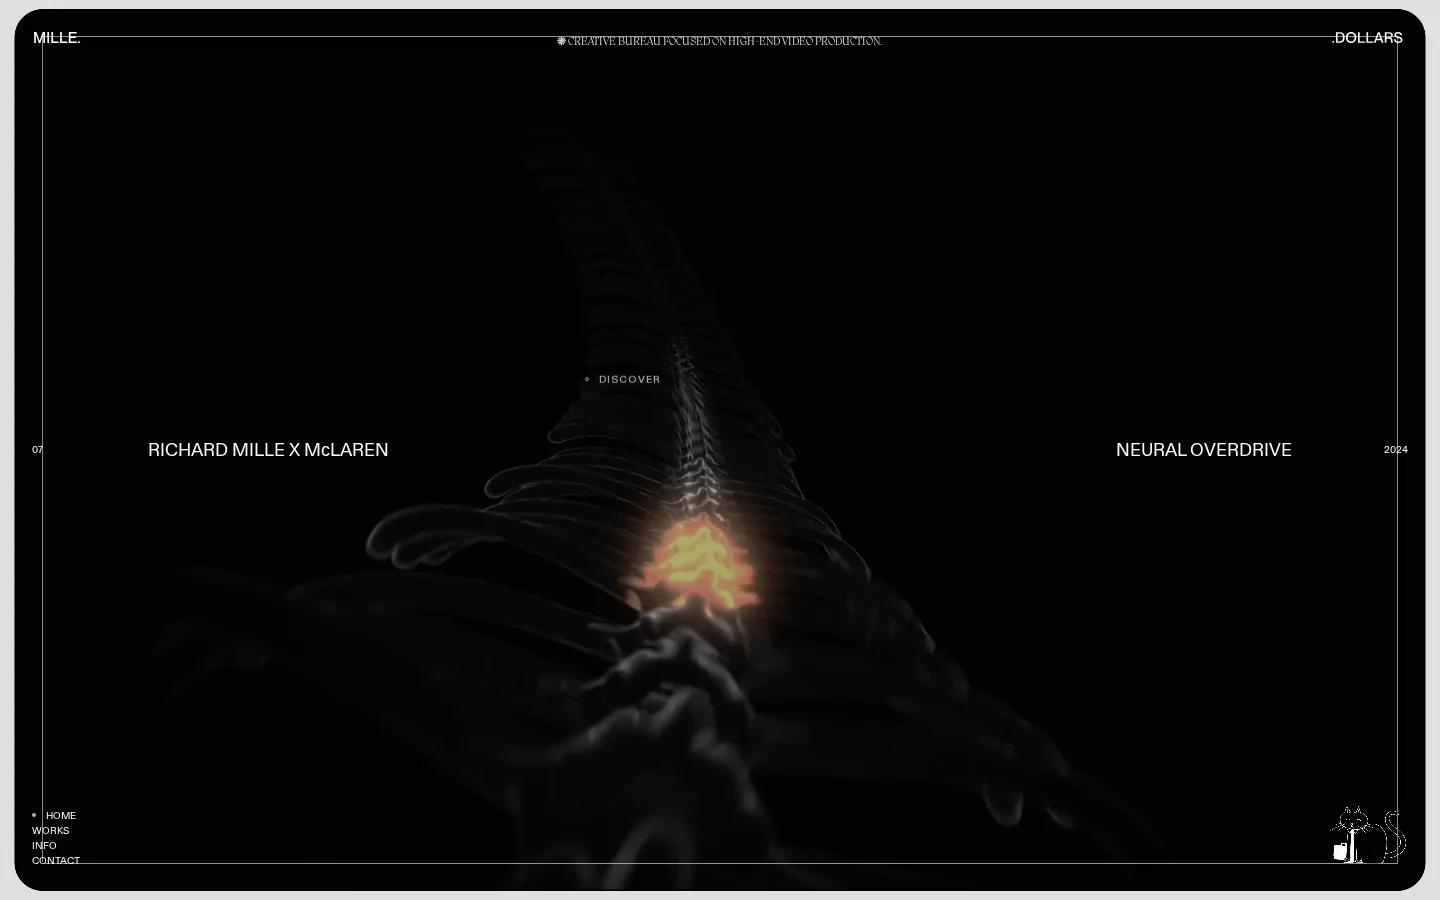 MILLE.
❋ CREATIVE BUREAU FOCUSED ON HIGH-END VIDEO PRODUCTION.
.DOLLARS
DISCOVER
07
RICHARD MILLE X McLAREN
NEURAL OVERDRIVE
2024
HOME
WORKS
INFO
CONTACT